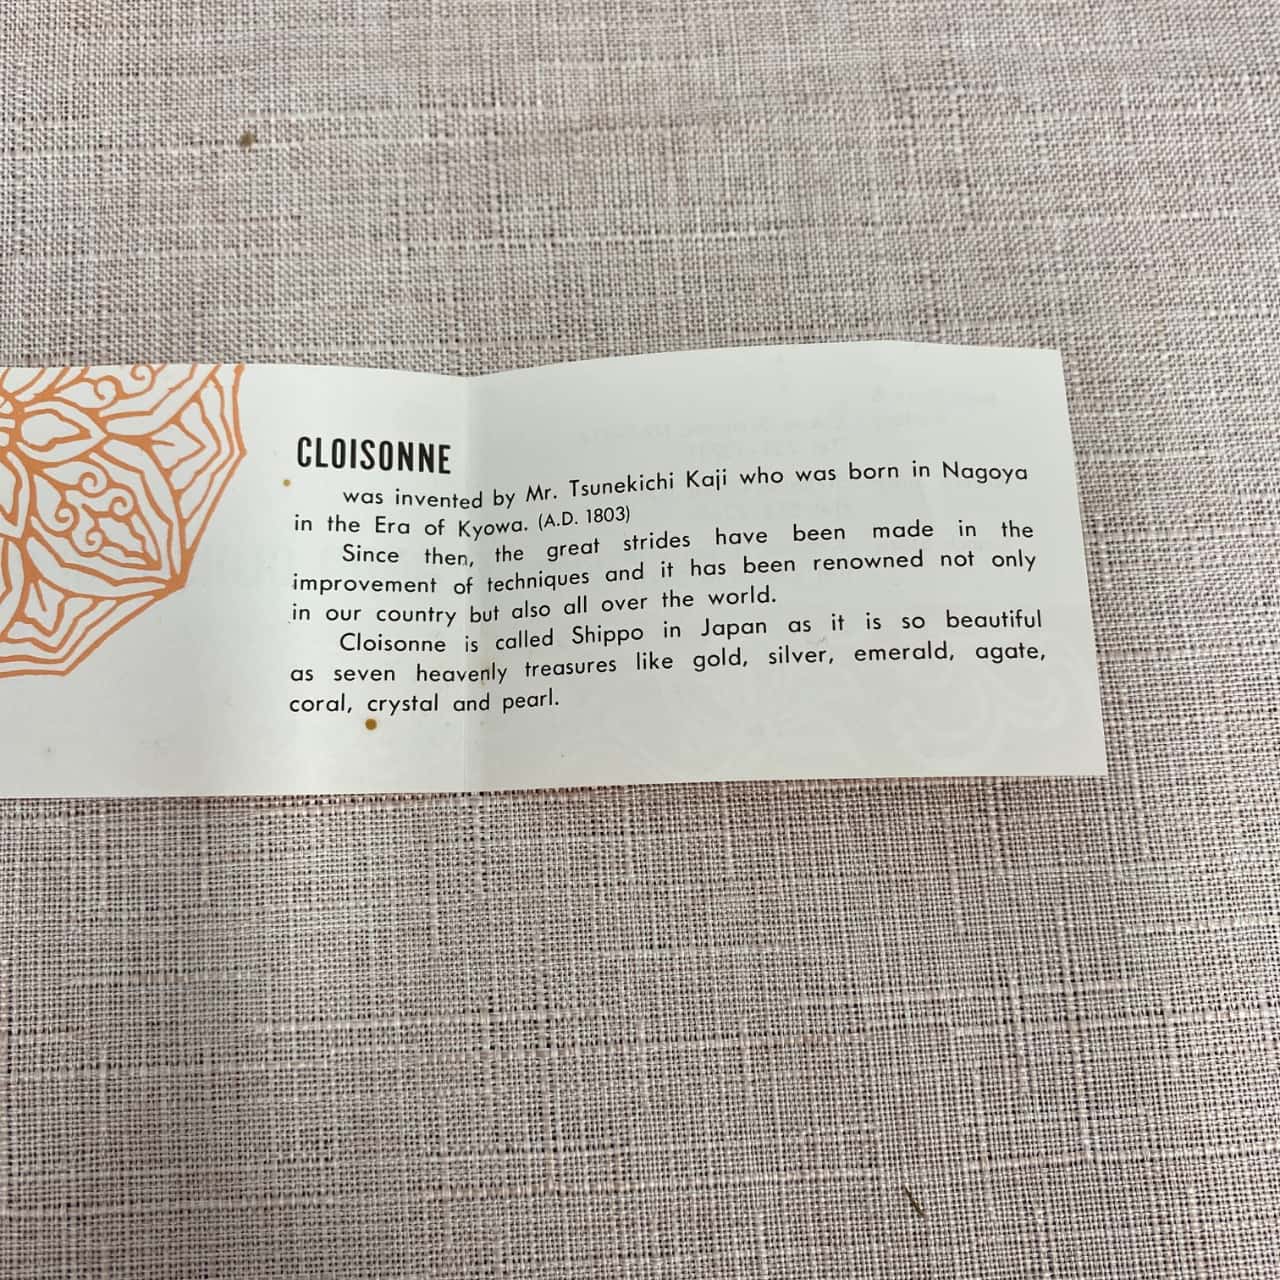 CLOISONNE
was invented by Mr. Tsunekichi Kaji who was born in Nagoya
in the Era of Kyowa. (A.D. 1803)
Since then, the great strides have been made in the
improvement of techniques and it has been renowned not only
in our country but also all over the world.
Cloisonne is called Shippo in Japan as it is so beautiful
as seven heavenly treasures like gold, silver, emerald, agate,
coral, crystal and pearl.